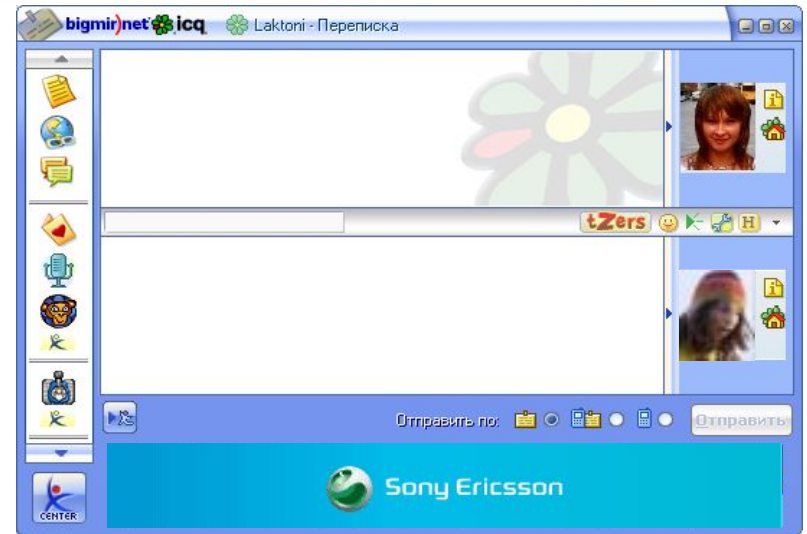 bigmir)net icq Laktoni - Переписка
tZers
H
Отправить по:
Отправить
Sony Ericsson
CENTER